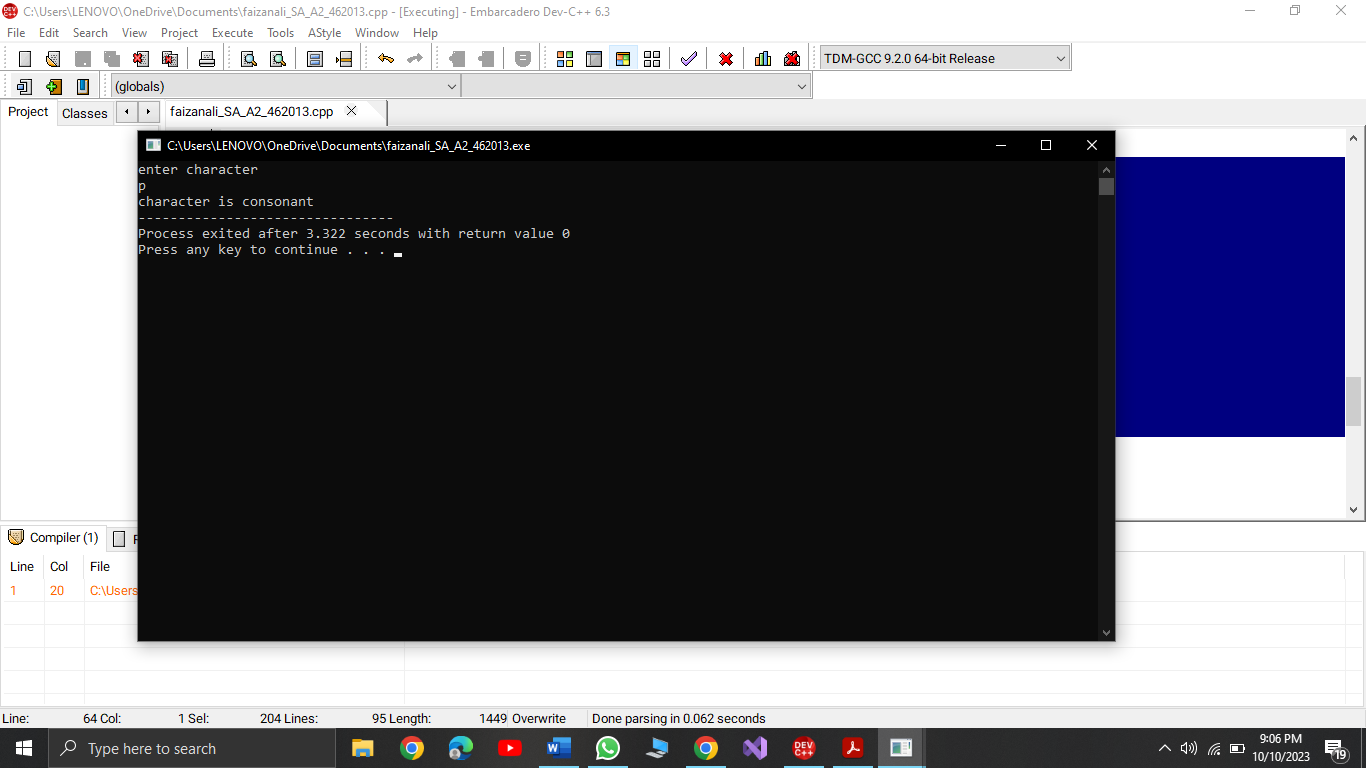 C:\Users\LENOVO\OneDrive\Documents\faizanali_SA_A2_462013.cpp - [Executing] - Embarcadero Dev-C++ 6.3
File Edit Search View Project Execute Tools AStyle Window Help
TDM-GCC 9.2.0 64-bit Release
(globals)
Project Classes faizanali_SA_A2_462013.cpp
C:\Users\LENOVO\OneDrive\Documents\faizanali_SA_A2_462013.exe
enter character
p
character is consonant
--------------------------------
Process exited after 3.322 seconds with return value 0
Press any key to continue . . .
Compiler (1)
Line Col File
1 20 C:\Users
Line: 64 Col: 1 Sel: 204 Lines: 95 Length: 1449 Overwrite Done parsing in 0.062 seconds
Type here to search
DEV C++
9:06 PM
10/10/2023
19